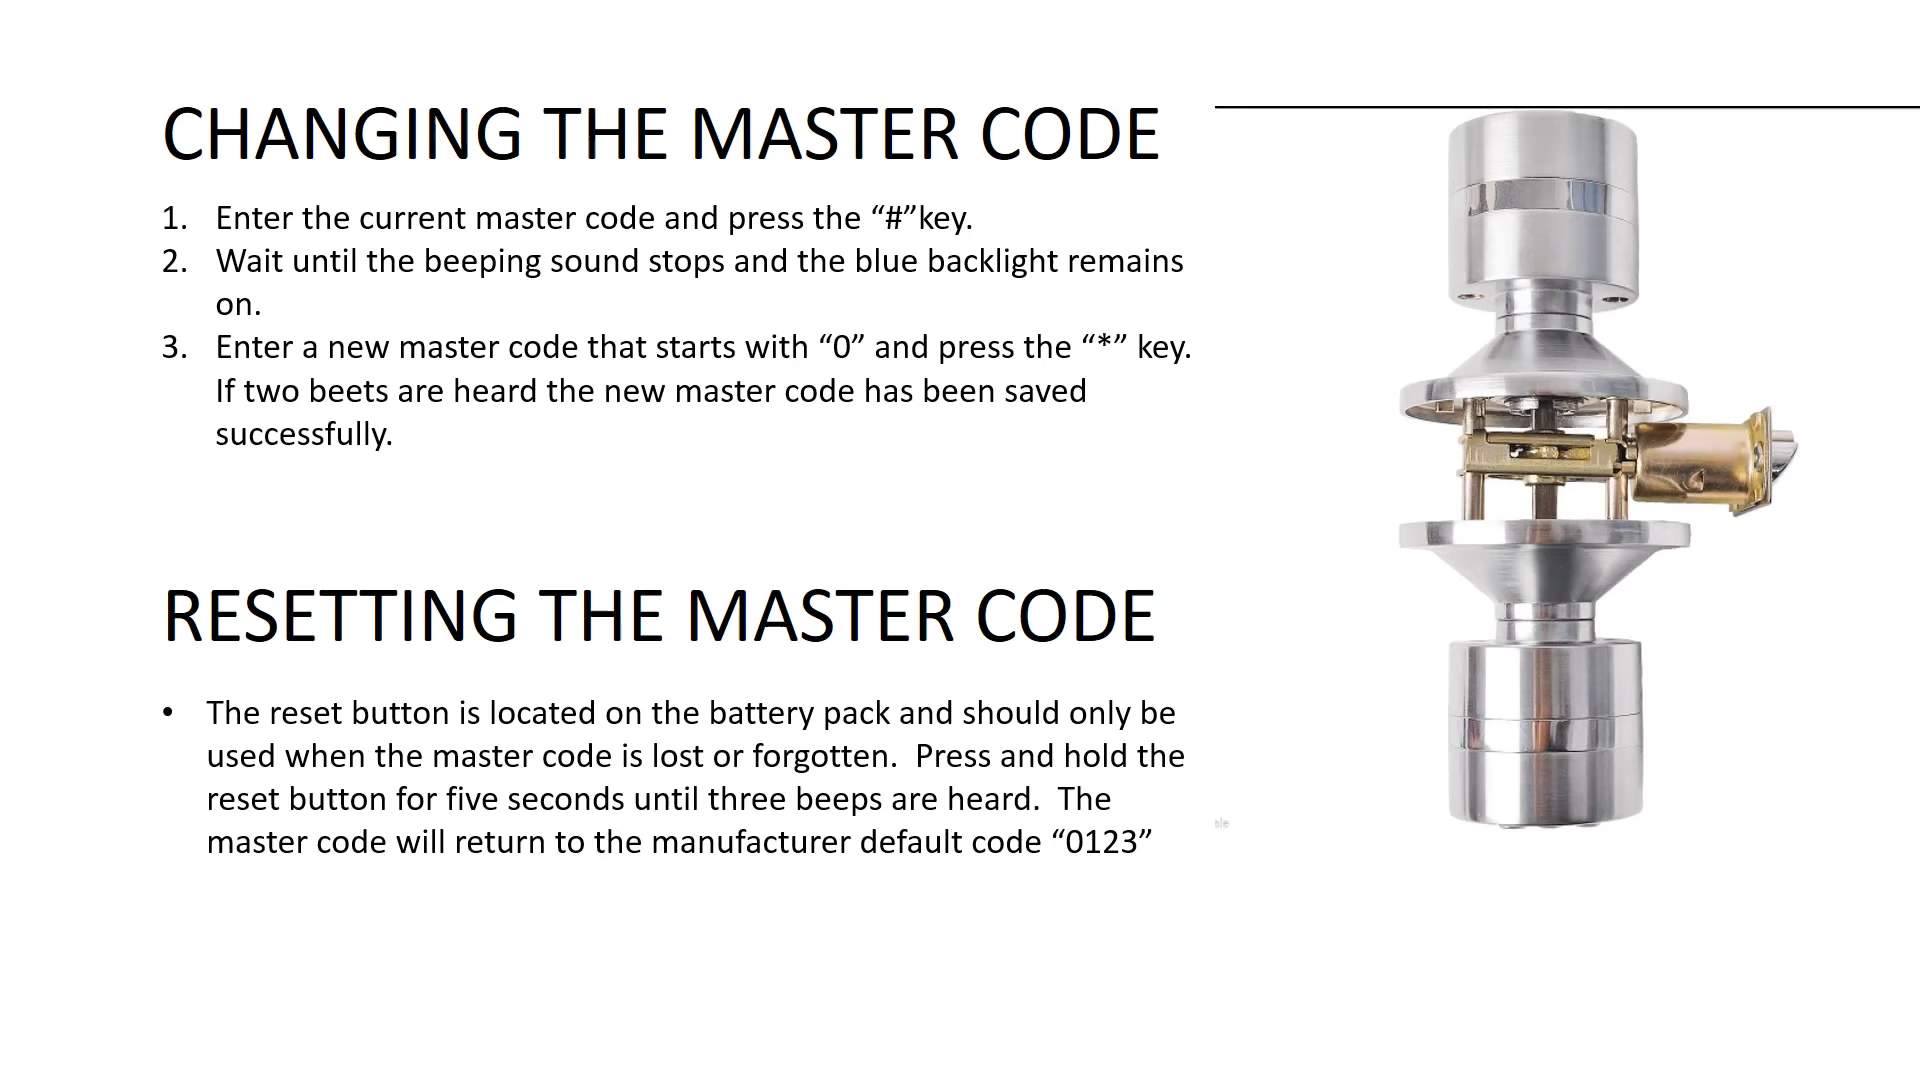 CHANGING THE MASTER CODE
1. Enter the current master code and press the “#”key.
2. Wait until the beeping sound stops and the blue backlight remains
on.
3. Enter a new master code that starts with “0” and press the “*” key.
If two beets are heard the new master code has been saved
successfully.
RESETTING THE MASTER CODE
• The reset button is located on the battery pack and should only be
used when the master code is lost or forgotten.  Press and hold the
reset button for five seconds until three beeps are heard.  The
master code will return to the manufacturer default code “0123”